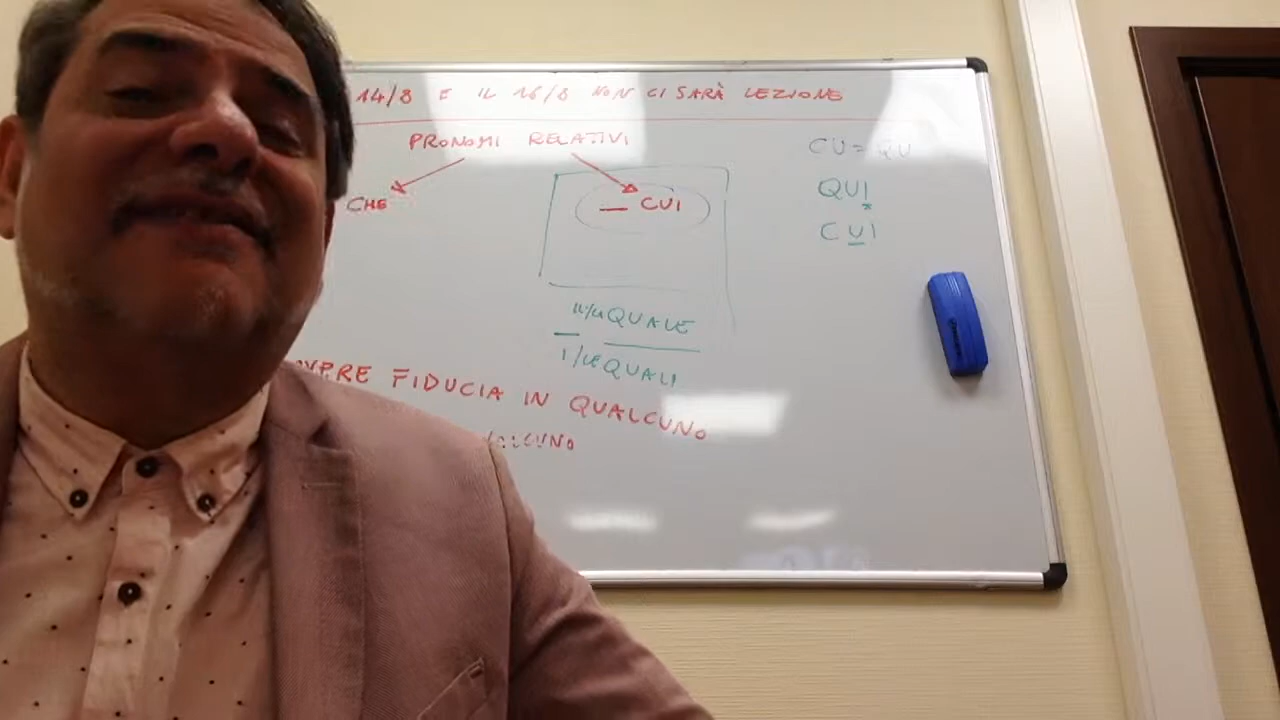 14/8 E IL 16/8 NON CI SARÀ LEZIONE
PRONOMI RELATIVI
CHE
— CUI
IL/LA QUALE
I/LE QUALI
CU = QU
QUI
CUI
FIDUCIA IN QUALCUNO